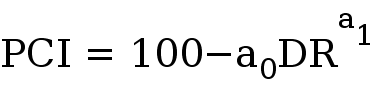 PCI = 100−a₀DR^a₁